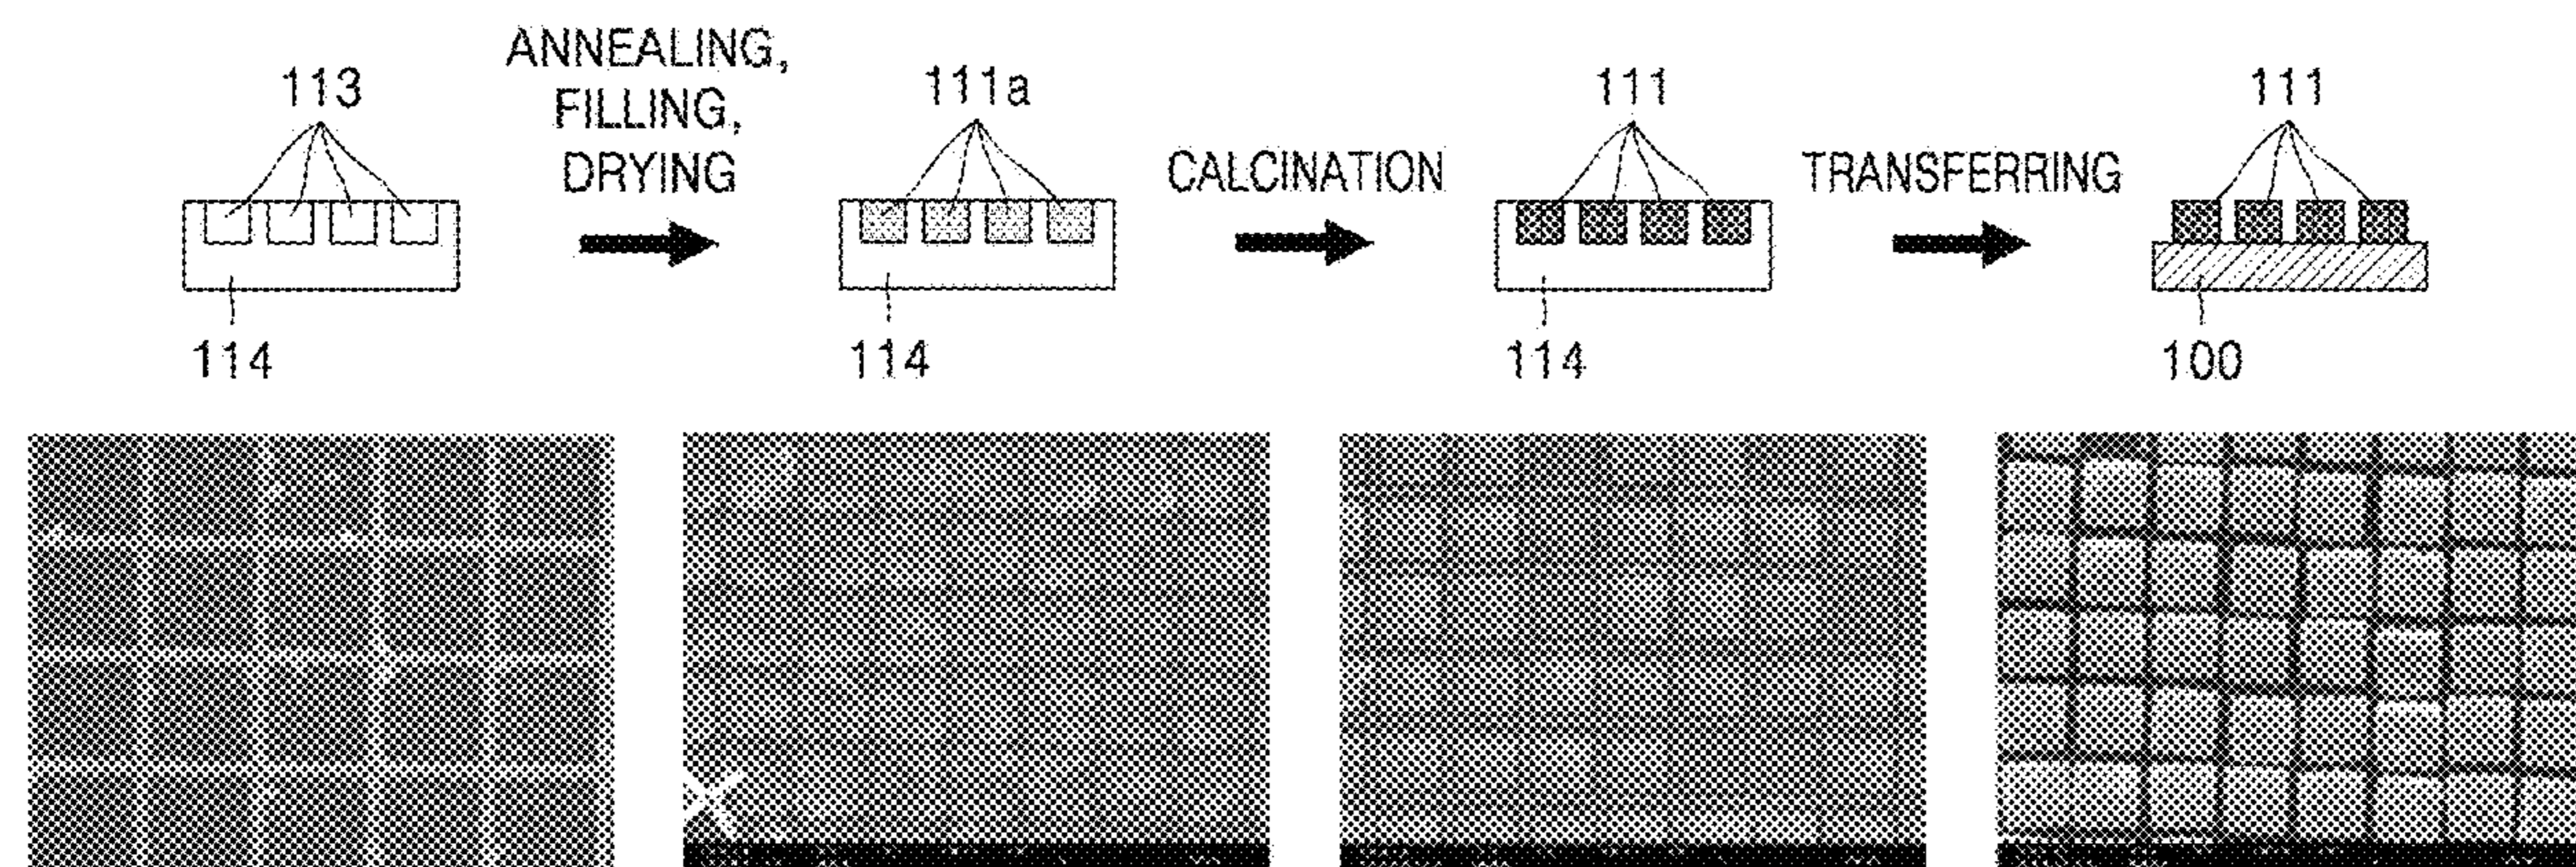 113
ANNEALING,
FILLING,
DRYING
111a
CALCINATION
111
TRANSFERRING
111
114
114
114
100